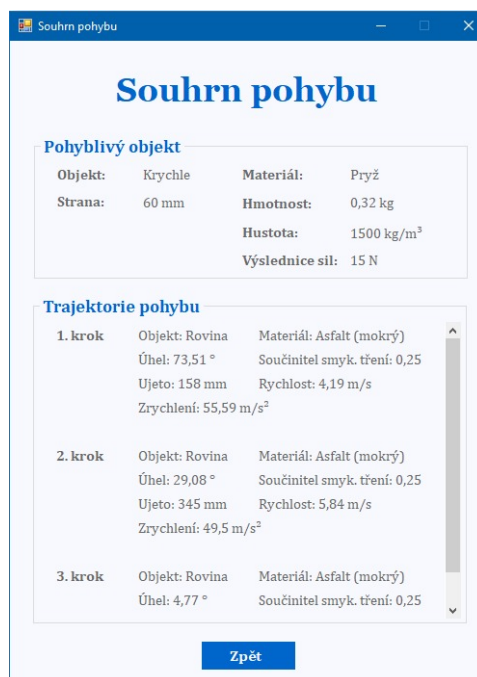 Souhrn pohybu
Souhrn pohybu
Pohyblivý objekt
Objekt: Krychle Materiál: Pryž
Strana: 60 mm Hmotnost: 0,32 kg
Hustota: 1500 kg/m³
Výslednice sil: 15 N
Trajektorie pohybu
1. krok Objekt: Rovina Materiál: Asfalt (mokrý)
Úhel: 73,51 ° Součinitel smyk. tření: 0,25
Ujeto: 158 mm Rychlost: 4,19 m/s
Zrychlení: 55,59 m/s²
2. krok Objekt: Rovina Materiál: Asfalt (mokrý)
Úhel: 29,08 ° Součinitel smyk. tření: 0,25
Ujeto: 345 mm Rychlost: 5,84 m/s
Zrychlení: 49,5 m/s²
3. krok Objekt: Rovina Materiál: Asfalt (mokrý)
Úhel: 4,77 ° Součinitel smyk. tření: 0,25
Zpět